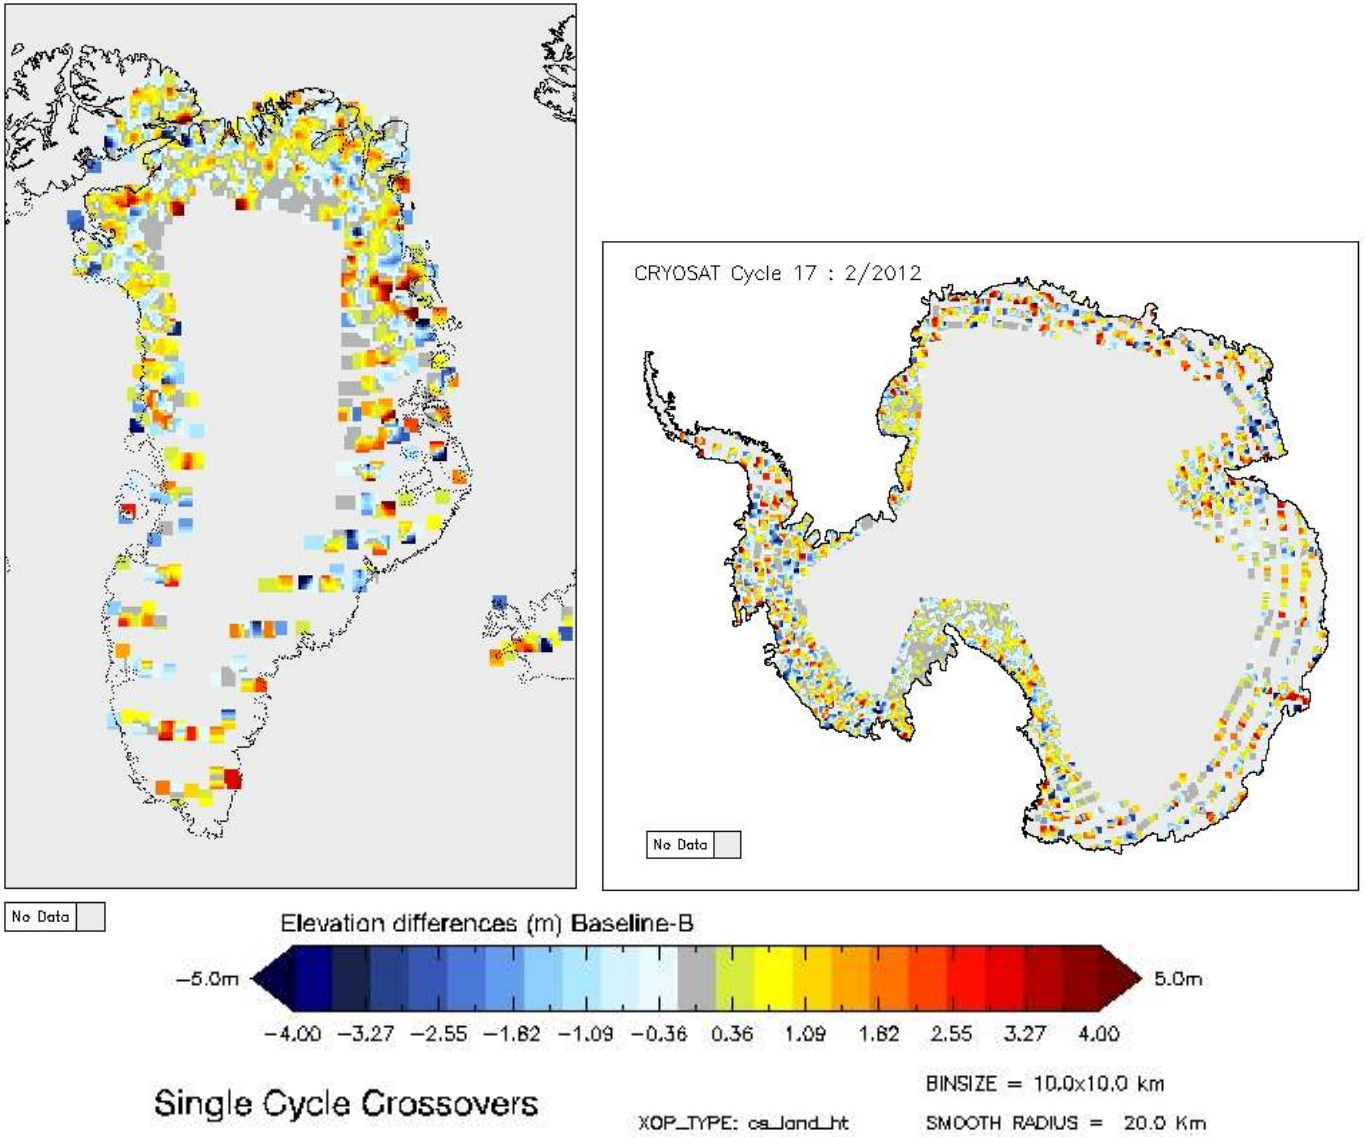 CRYOSAT Cycle 17 : 2/2012
No Data
No Data
Elevation differences (m) Baseline-B
-5.0m
5.0m
-4.00 -3.27 -2.55 -1.82 -1.09 -0.36 0.36 1.09 1.82 2.55 3.27 4.00
BINSIZE = 10.0x10.0 km
Single Cycle Crossovers
XOP_TYPE: cs_land_ht
SMOOTH RADIUS = 20.0 Km